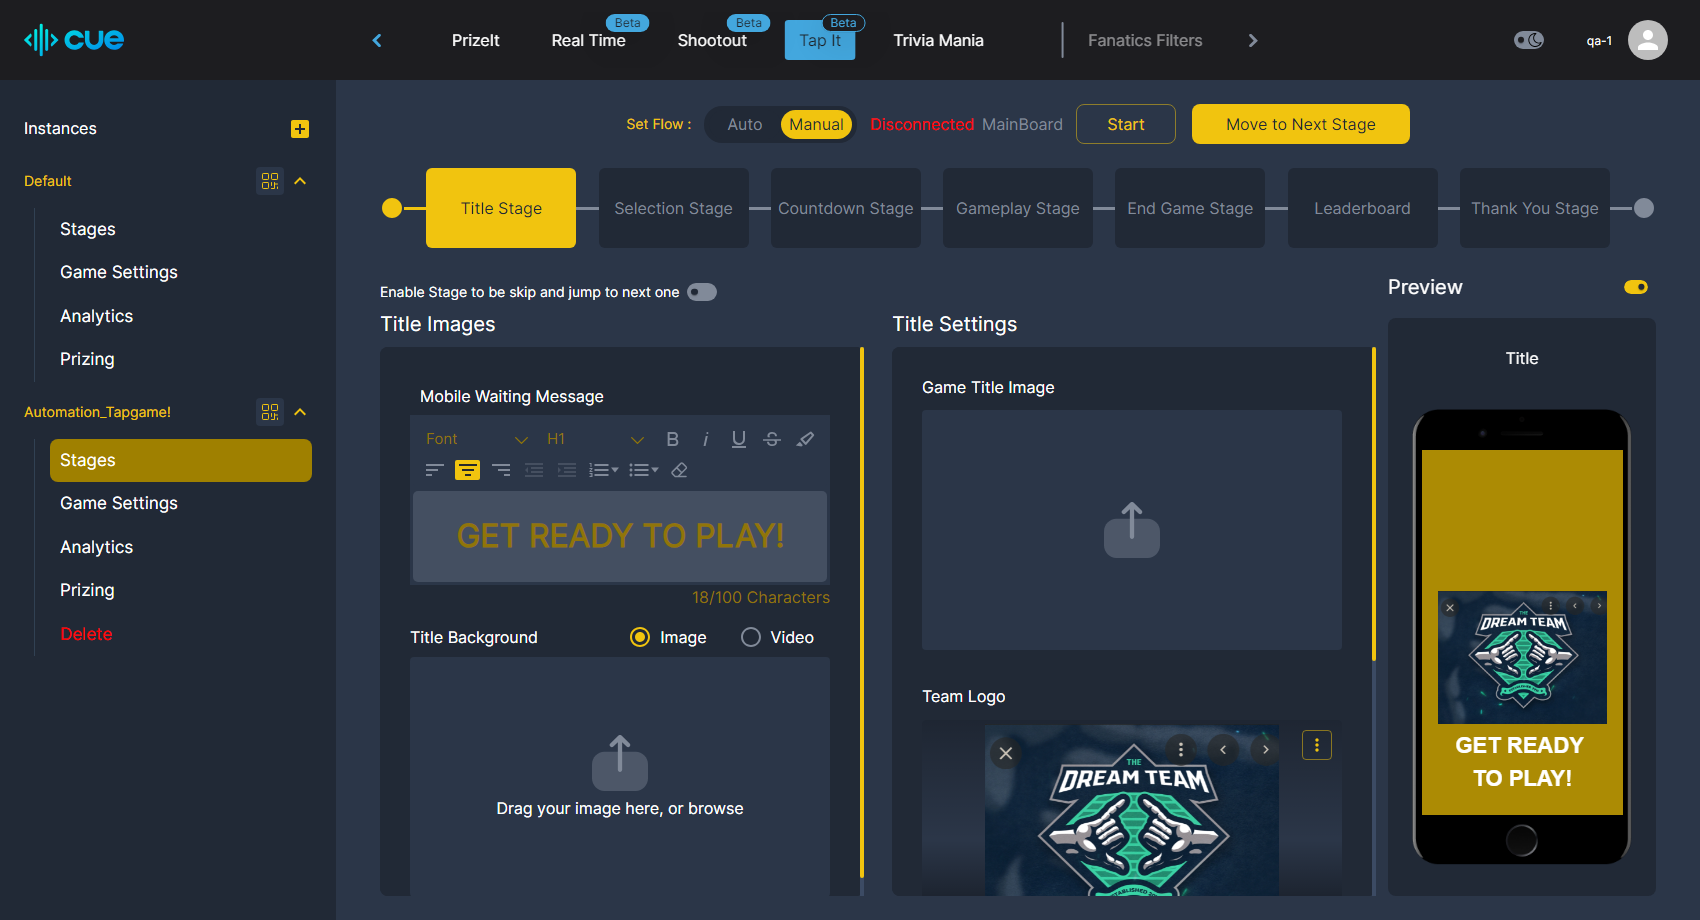 cue
PrizeIt
Real Time
Beta
Shootout
Beta
Tap It
Beta
Trivia Mania
Fanatics Filters
qa-1
Instances
Default
Stages
Game Settings
Analytics
Prizing
Automation_Tapgame!
Stages
Game Settings
Analytics
Prizing
Delete
Set Flow :
Auto
Manual
Disconnected MainBoard
Start
Move to Next Stage
Title Stage
Selection Stage
Countdown Stage
Gameplay Stage
End Game Stage
Leaderboard
Thank You Stage
Enable Stage to be skip and jump to next one
Title Images
Mobile Waiting Message
Font
H1
B
i
U
S
GET READY TO PLAY!
18/100 Characters
Title Background
Image
Video
Drag your image here, or browse
Title Settings
Game Title Image
Team Logo
THE
DREAM TEAM
Preview
Title
THE
DREAM TEAM
GET READY
TO PLAY!